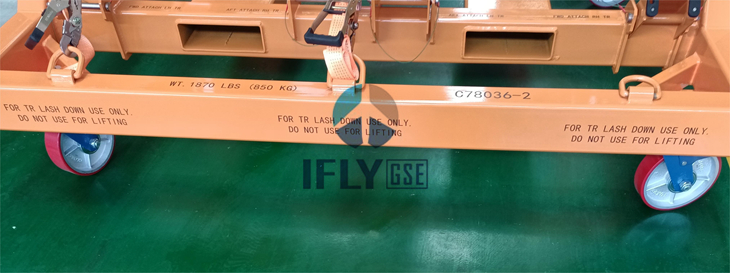 WT. 1870 LBS (850 KG)
C78036-2
FOR TR LASH DOWN USE ONLY.
DO NOT USE FOR LIFTING
FOR TR LASH DOWN USE ONLY.
DO NOT USE FOR LIFTING
FOR TR LASH DOWN USE ONLY.
DO NOT USE FOR LIFTING
IFLY GSE